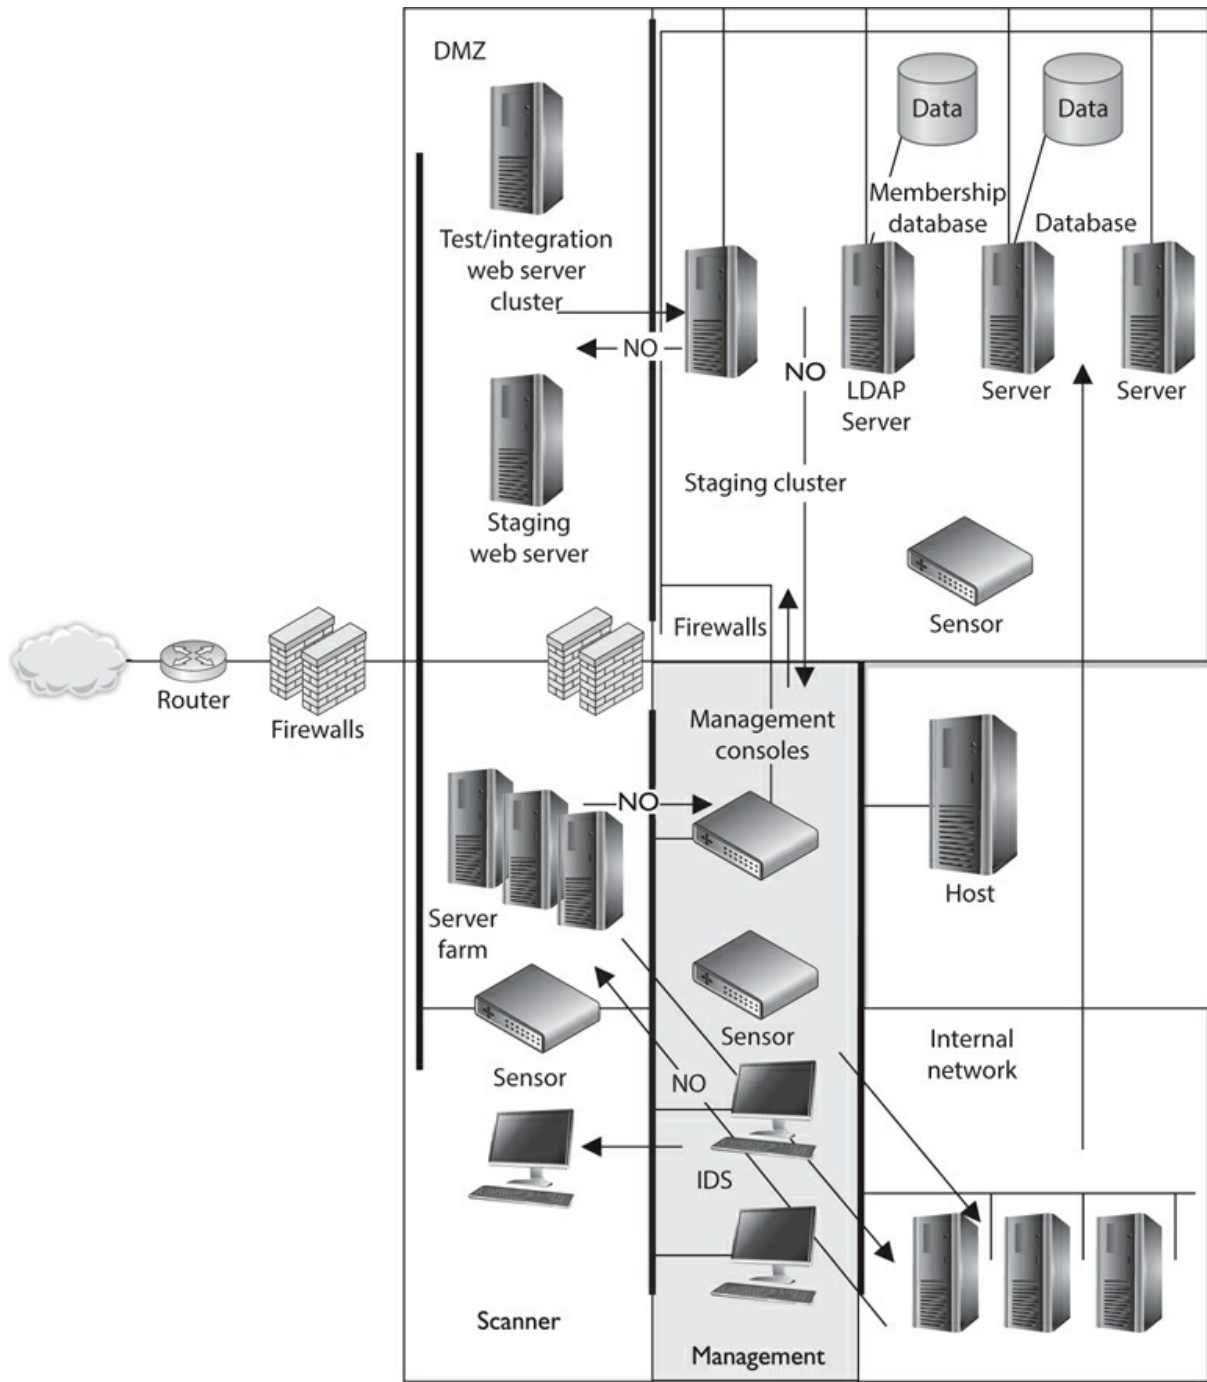 DMZ
Data
Data
Membership
database
Database
Test/integration
web server
cluster
NO
NO
LDAP
Server
Server
Server
Staging cluster
Staging
web server
Sensor
Firewalls
Router
Firewalls
Management
consoles
NO
Host
Server
farm
Sensor
Internal
network
Sensor
NO
IDS
Scanner
Management